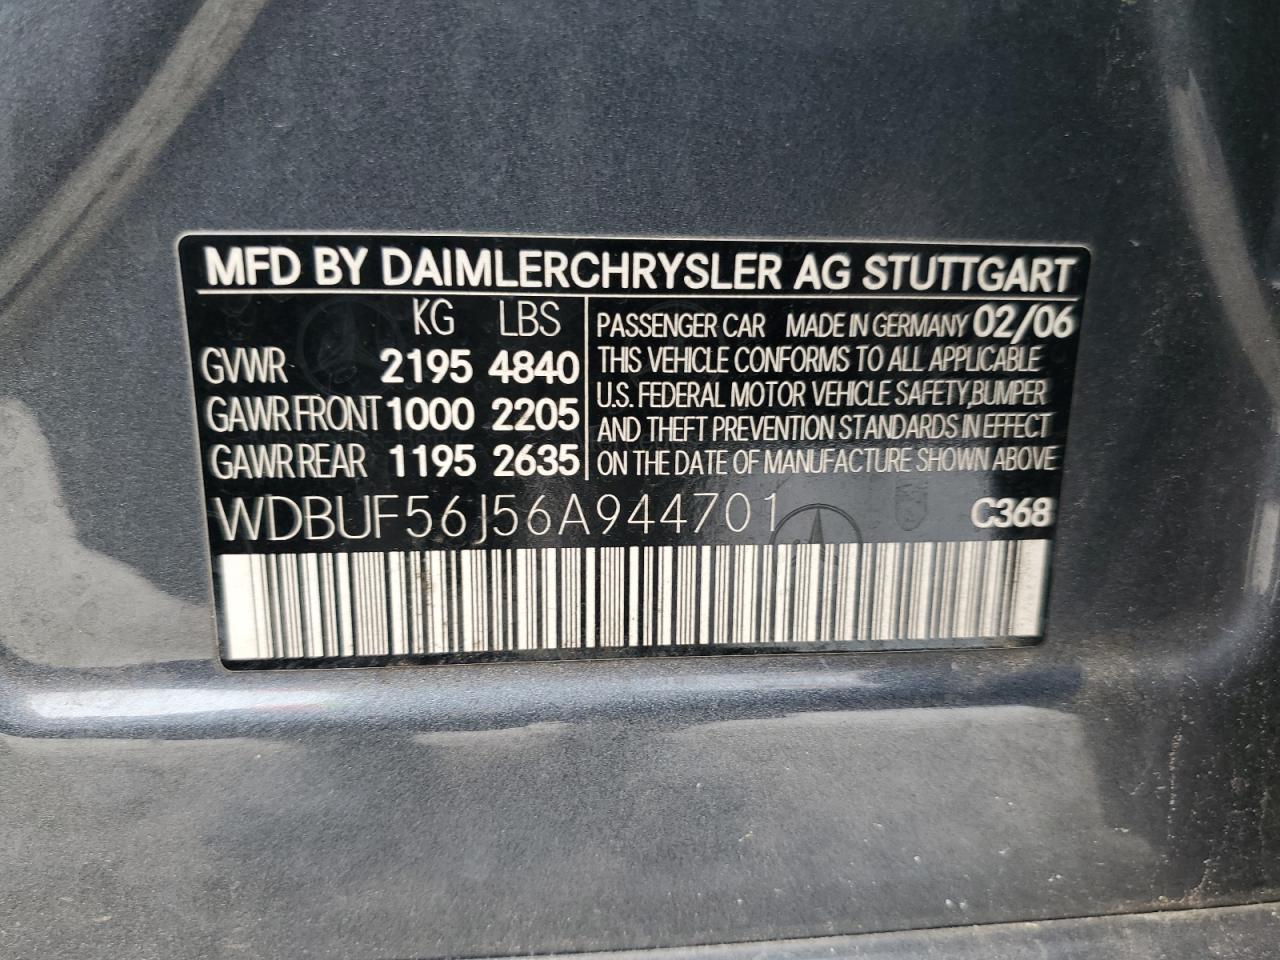 MFD BY DAIMLERCHRYSLER AG STUTTGART
KG LBS
GVWR 2195 4840
GAWR FRONT 1000 2205
GAWR REAR 1195 2635
PASSENGER CAR MADE IN GERMANY 02/06
THIS VEHICLE CONFORMS TO ALL APPLICABLE
U.S. FEDERAL MOTOR VEHICLE SAFETY, BUMPER
AND THEFT PREVENTION STANDARDS IN EFFECT
ON THE DATE OF MANUFACTURE SHOWN ABOVE
WDBUF56J56A944701 C368